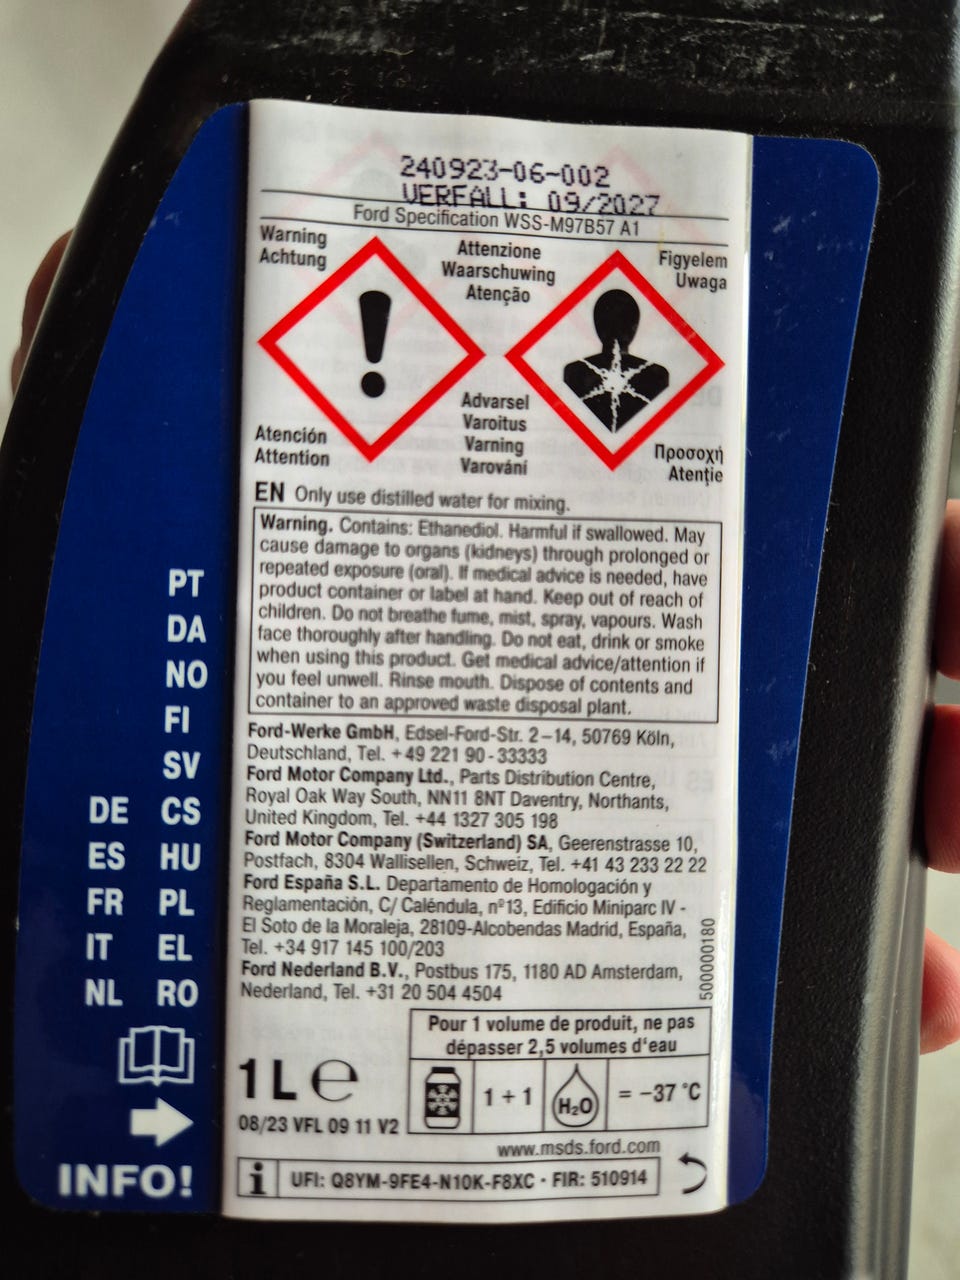 240923-06-002
VERFALL: 09/2027
Ford Specification WSS-M97B57 A1
Warning
Achtung
Attenzione
Waarschuwing
Atenção
Figyelem
Uwaga
Advarsel
Varoitus
Varning
Varování
Atención
Attention
Προσοχή
Atenţie
EN Only use distilled water for mixing.
Warning. Contains: Ethanediol. Harmful if swallowed. May
cause damage to organs (kidneys) through prolonged or
repeated exposure (oral). If medical advice is needed, have
product container or label at hand. Keep out of reach of
children. Do not breathe fume, mist, spray, vapours. Wash
face thoroughly after handling. Do not eat, drink or smoke
when using this product. Get medical advice/attention if
you feel unwell. Rinse mouth. Dispose of contents and
container to an approved waste disposal plant.
Ford-Werke GmbH, Edsel-Ford-Str. 2–14, 50769 Köln,
Deutschland, Tel. +49 221 90-33333
Ford Motor Company Ltd., Parts Distribution Centre,
Royal Oak Way South, NN11 8NT Daventry, Northants,
United Kingdom, Tel. +44 1327 305 198
Ford Motor Company (Switzerland) SA, Geerenstrasse 10,
Postfach, 8304 Wallisellen, Schweiz, Tel. +41 43 233 22 22
Ford España S.L. Departamento de Homologación y
Reglamentación, C/ Caléndula, nº13, Edificio Miniparc IV -
El Soto de la Moraleja, 28109-Alcobendas Madrid, España,
Tel. +34 917 145 100/203
Ford Nederland B.V., Postbus 175, 1180 AD Amsterdam,
Nederland, Tel. +31 20 504 4504
500000180
Pour 1 volume de produit, ne pas
dépasser 2,5 volumes d'eau
1 + 1 H₂O = −37 °C
1L ℮
08/23 VFL 09 11 V2
www.msds.ford.com
i UFI: Q8YM-9FE4-N10K-F8XC · FIR: 510914
PT
DA
NO
FI
SV
DE CS
ES HU
FR PL
IT EL
NL RO
INFO!